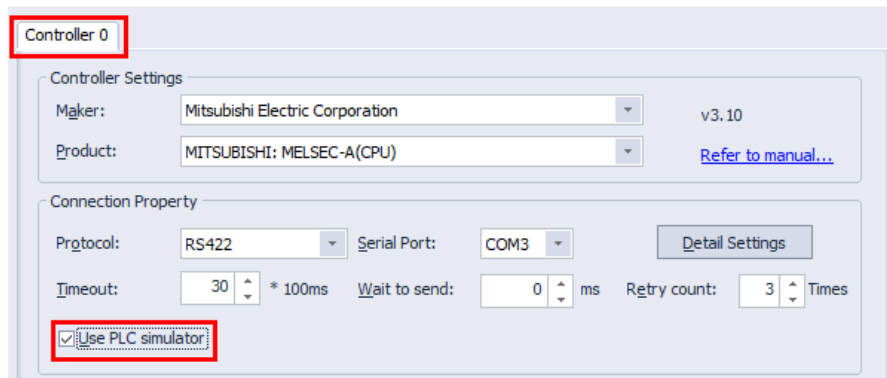 Controller 0
Controller Settings
Maker: Mitsubishi Electric Corporation v3.10
Product: MITSUBISHI: MELSEC-A(CPU) Refer to manual...
Connection Property
Protocol: RS422 Serial Port: COM3 Detail Settings
Timeout: 30 * 100ms Wait to send: 0 ms Retry count: 3 Times
Use PLC simulator